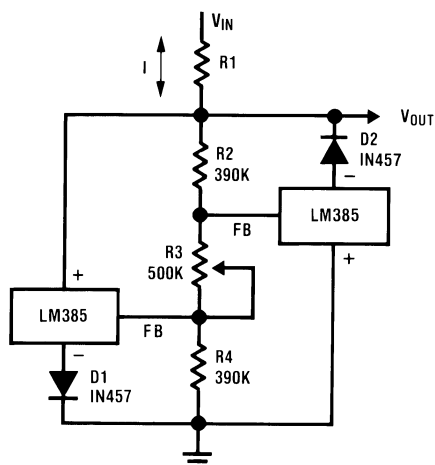 VIN
I
R1
VOUT
D2
IN457
R2
390K
−
LM385
FB
+
R3
500K
+
LM385
FB
−
R4
390K
D1
IN457